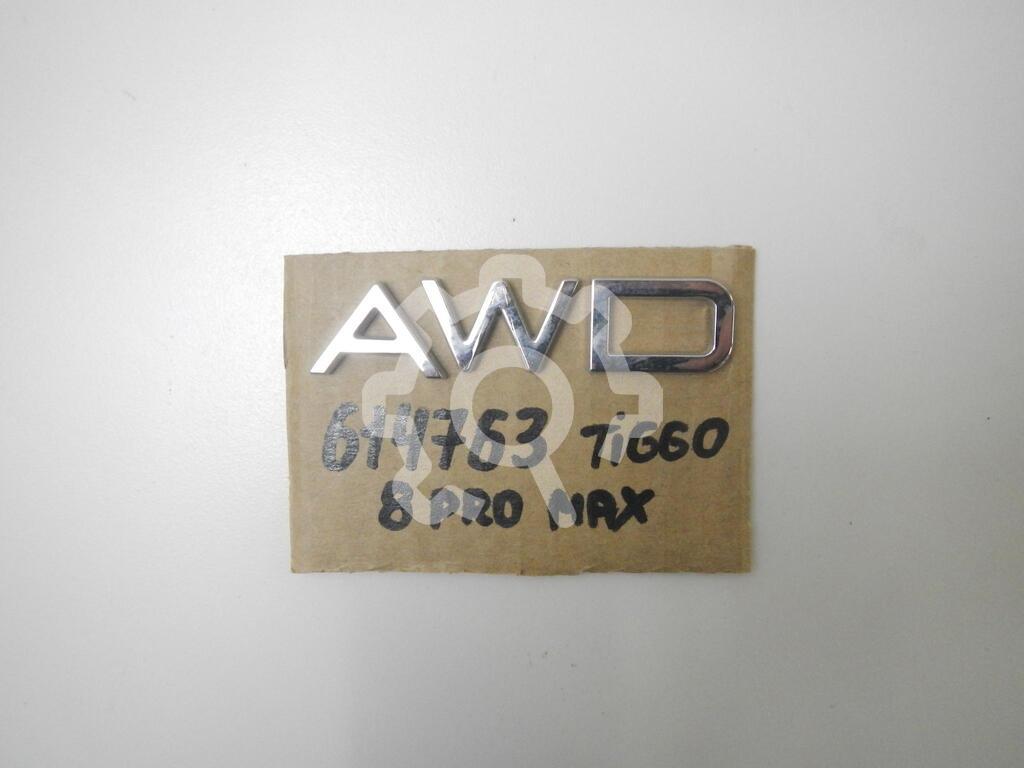 AWD
614763 TiGGO
8 PRO MAX